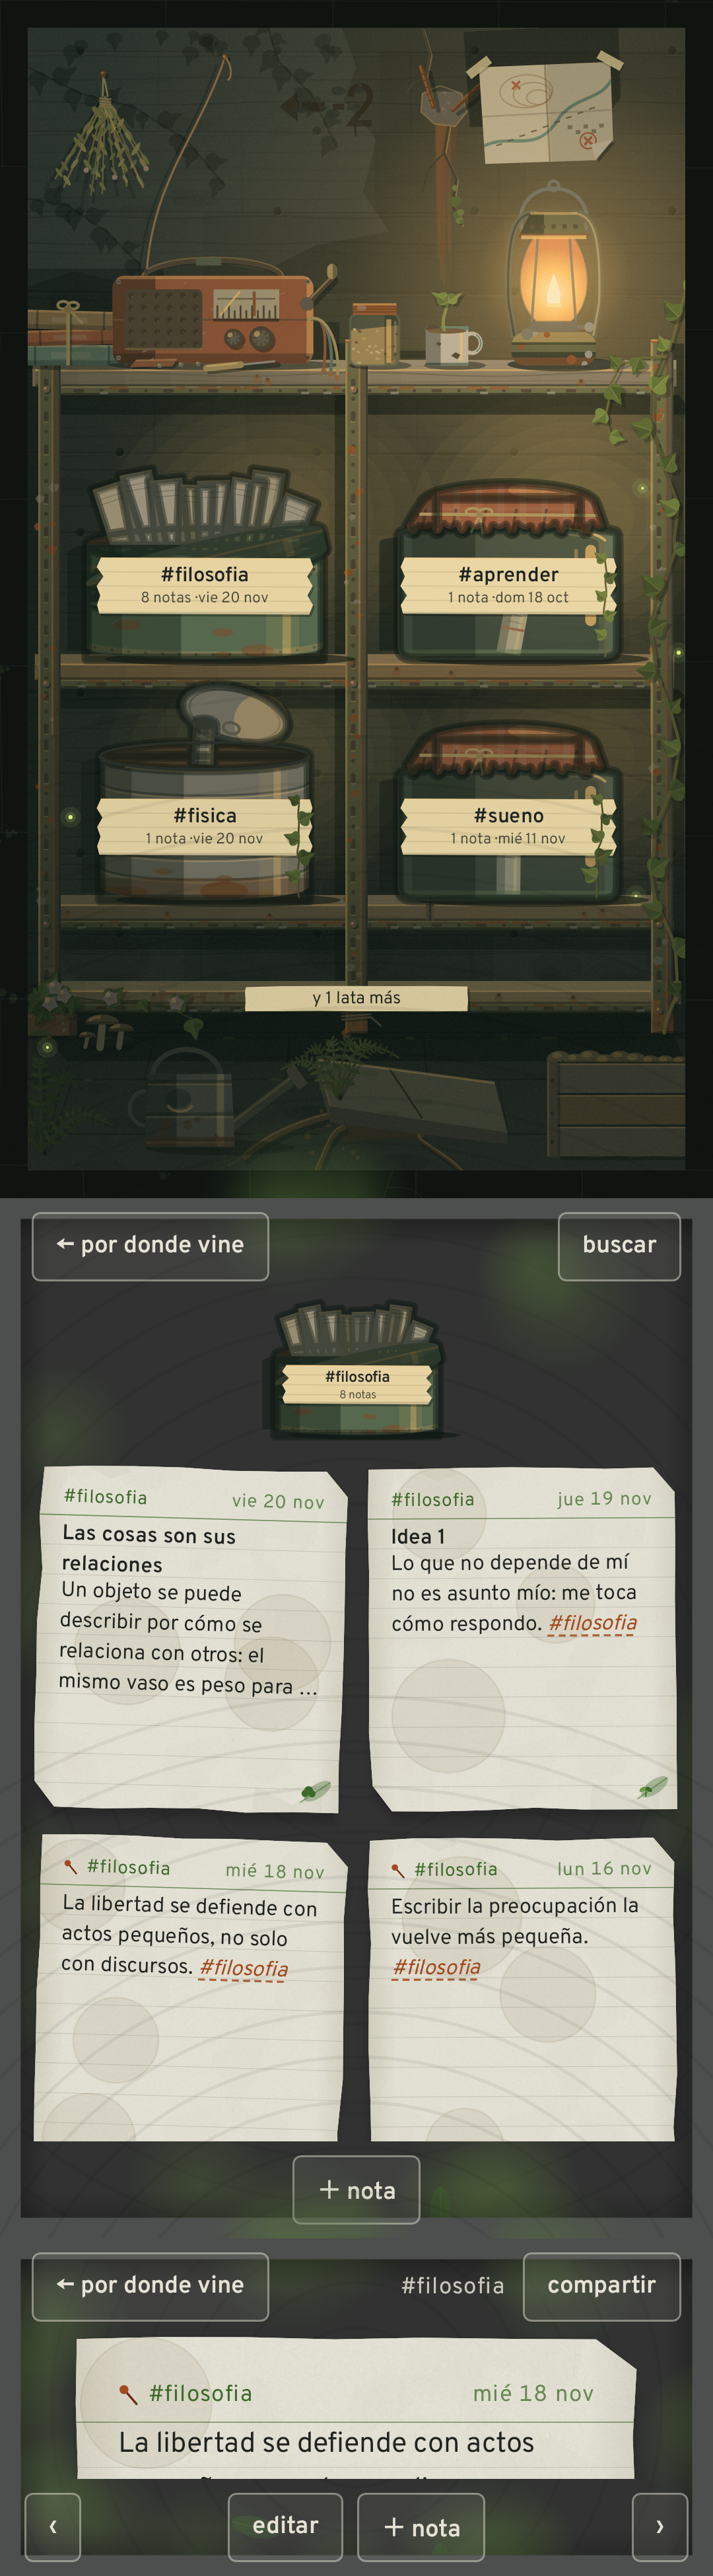 ←-2
#filosofia
8 notas ·vie 20 nov
#aprender
1 nota ·dom 18 oct
#fisica
1 nota ·vie 20 nov
#sueno
1 nota ·mié 11 nov
y 1 lata más
← por donde vine
buscar
#filosofia
8 notas
#filosofia vie 20 nov
Las cosas son sus
relaciones
Un objeto se puede
describir por cómo se
relaciona con otros: el
mismo vaso es peso para ...
#filosofia jue 19 nov
Idea 1
Lo que no depende de mí
no es asunto mío: me toca
cómo respondo. #filosofia
#filosofia mié 18 nov
La libertad se defiende con
actos pequeños, no solo
con discursos. #filosofia
#filosofia lun 16 nov
Escribir la preocupación la
vuelve más pequeña.
#filosofia
+ nota
← por donde vine
#filosofia
compartir
#filosofia mié 18 nov
La libertad se defiende con actos
‹
editar
+ nota
›